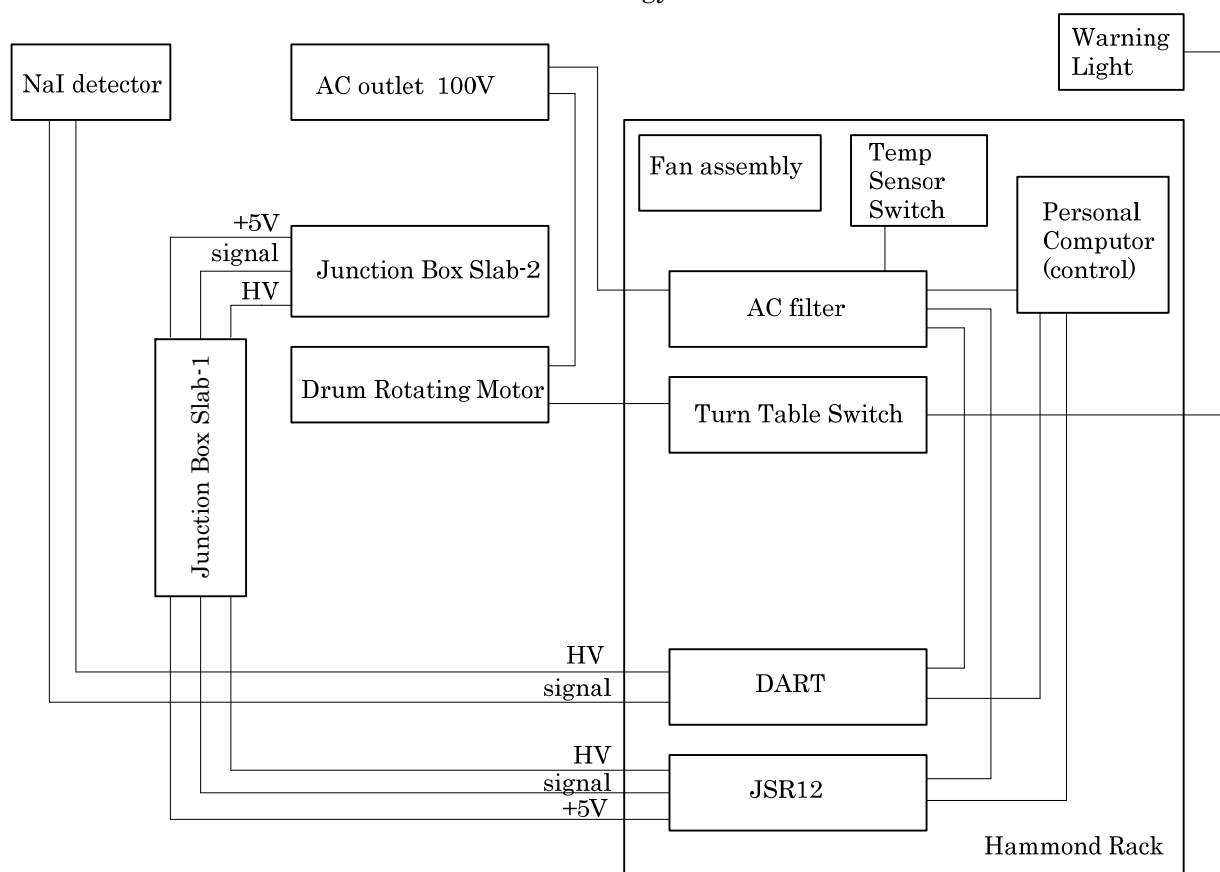 Warning
Light
NaI detector
AC outlet 100V
Fan assembly
Temp
Sensor
Switch
Personal
Computor
(control)
+5V
signal
HV
Junction Box Slab-2
AC filter
Junction Box Slab-1
Drum Rotating Motor
Turn Table Switch
HV
signal
DART
HV
signal
+5V
JSR12
Hammond Rack